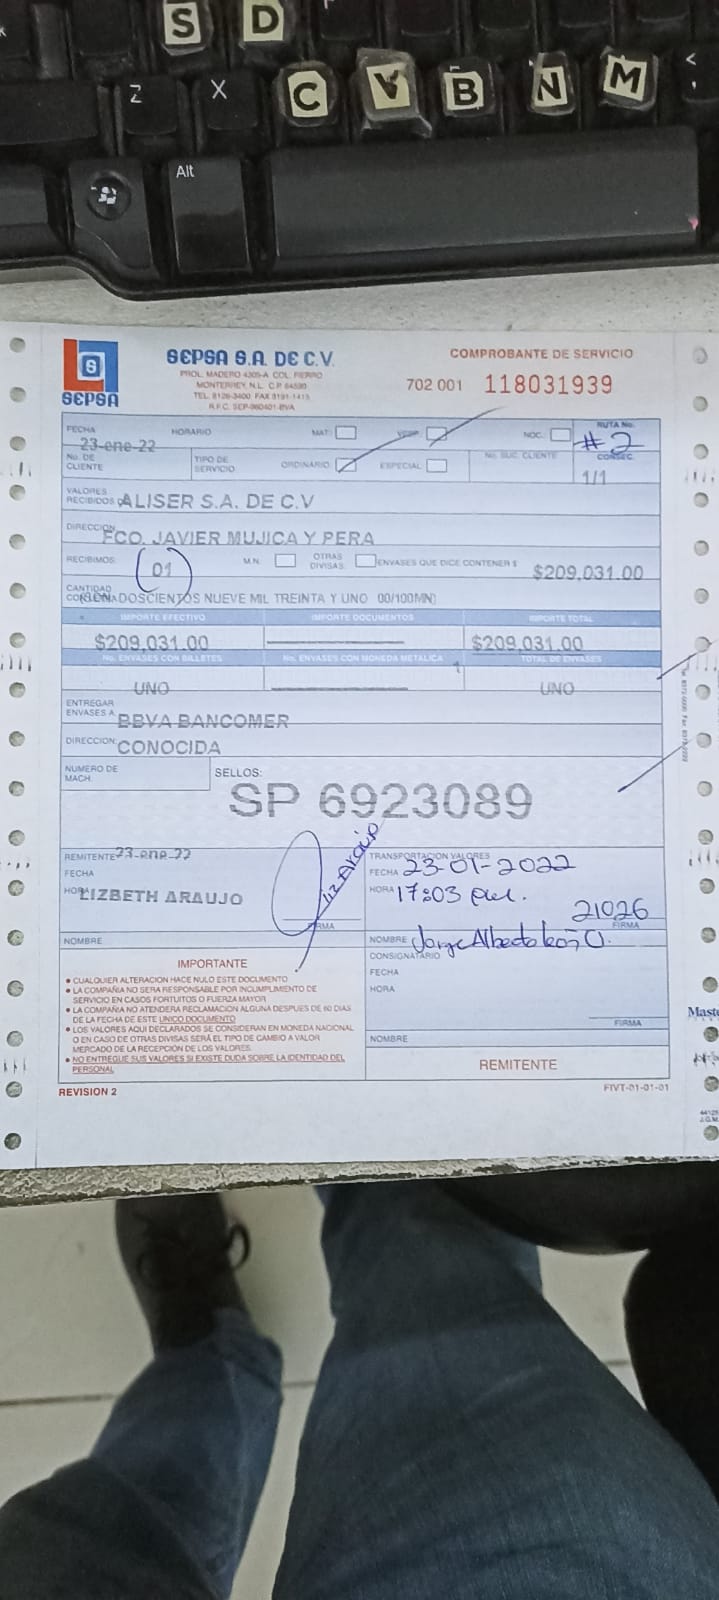 S D
Z X C V B N M <
,
Alt
SEPSA
SEPSA S.A. DE C.V.
PROL. MADERO 4305-A COL. FIERRO
MONTERREY, N.L. C.P. 64590
TEL. 8126-3400 FAX 8191-1415
R.F.C. SEP-960401-BVA
COMPROBANTE DE SERVICIO
702 001 118031939
FECHA HORARIO MAT. VESP. NOC. RUTA No.
23-ene-22 #2
No. DE CLIENTE TIPO DE SERVICIO ORDINARIO ESPECIAL No. SUC. CLIENTE CONSEC.
1/1
VALORES RECIBIDOS ALISER S.A. DE C.V
DIRECCION FCO. JAVIER MUJICA Y PERA
RECIBIMOS: 01 M.N. OTRAS DIVISAS: ENVASES QUE DICE CONTENER $ $209,031.00
CANTIDAD
DOSCIENTOS NUEVE MIL TREINTA Y UNO 00/100MN)
IMPORTE EFECTIVO IMPORTE DOCUMENTOS IMPORTE TOTAL
$209,031.00 $209,031.00
No. ENVASES CON BILLETES No. ENVASES CON MONEDA METALICA TOTAL DE ENVASES
UNO UNO
ENTREGAR ENVASES A BBVA BANCOMER
DIRECCION: CONOCIDA
NUMERO DE MACH. SELLOS:
SP 6923089
REMITENTE 23-ene-22
FECHA
HORA LIZBETH ARAUJO
Liz Araujo
FIRMA
NOMBRE
TRANSPORTACION VALORES
FECHA 23-01-2022
HORA 17:03 pm.
21026
FIRMA
NOMBRE Jorge Alberto León O.
CONSIGNATARIO
FECHA
HORA
FIRMA
NOMBRE
REMITENTE
IMPORTANTE
• CUALQUIER ALTERACION HACE NULO ESTE DOCUMENTO
• LA COMPAÑIA NO SERA RESPONSABLE POR INCUMPLIMIENTO DE
SERVICIO EN CASOS FORTUITOS O FUERZA MAYOR
• LA COMPAÑIA NO ATENDERA RECLAMACION ALGUNA DESPUES DE 60 DIAS
DE LA FECHA DE ESTE UNICO DOCUMENTO
• LOS VALORES AQUI DECLARADOS SE CONSIDERAN EN MONEDA NACIONAL
O EN CASO DE OTRAS DIVISAS SERÁ EL TIPO DE CAMBIO A VALOR
MERCADO DE LA RECEPCIÓN DE LOS VALORES.
• NO ENTREGUE SUS VALORES SI EXISTE DUDA SOBRE LA IDENTIDAD DEL
PERSONAL
REVISION 2 FIVT-01-01-01
Maste